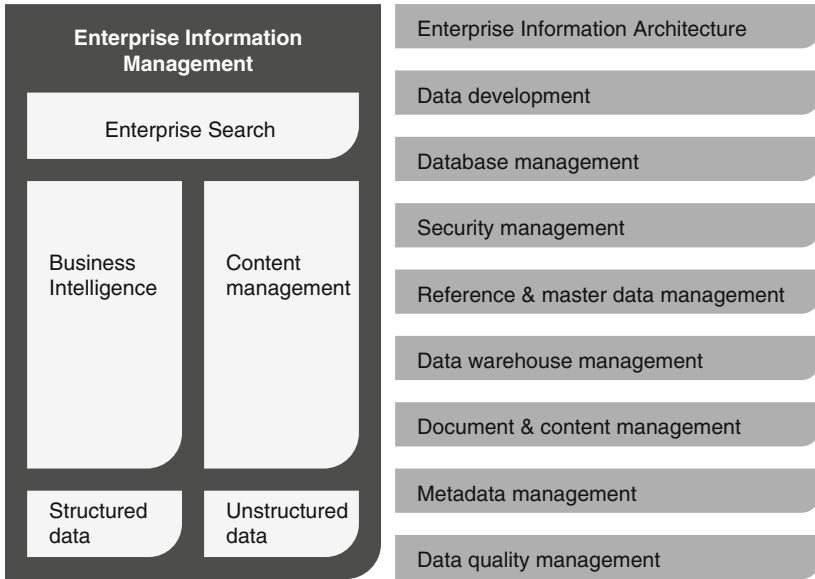 Enterprise Information
Management
Enterprise Search
Business
Intelligence
Content
management
Structured
data
Unstructured
data
Enterprise Information Architecture
Data development
Database management
Security management
Reference & master data management
Data warehouse management
Document & content management
Metadata management
Data quality management